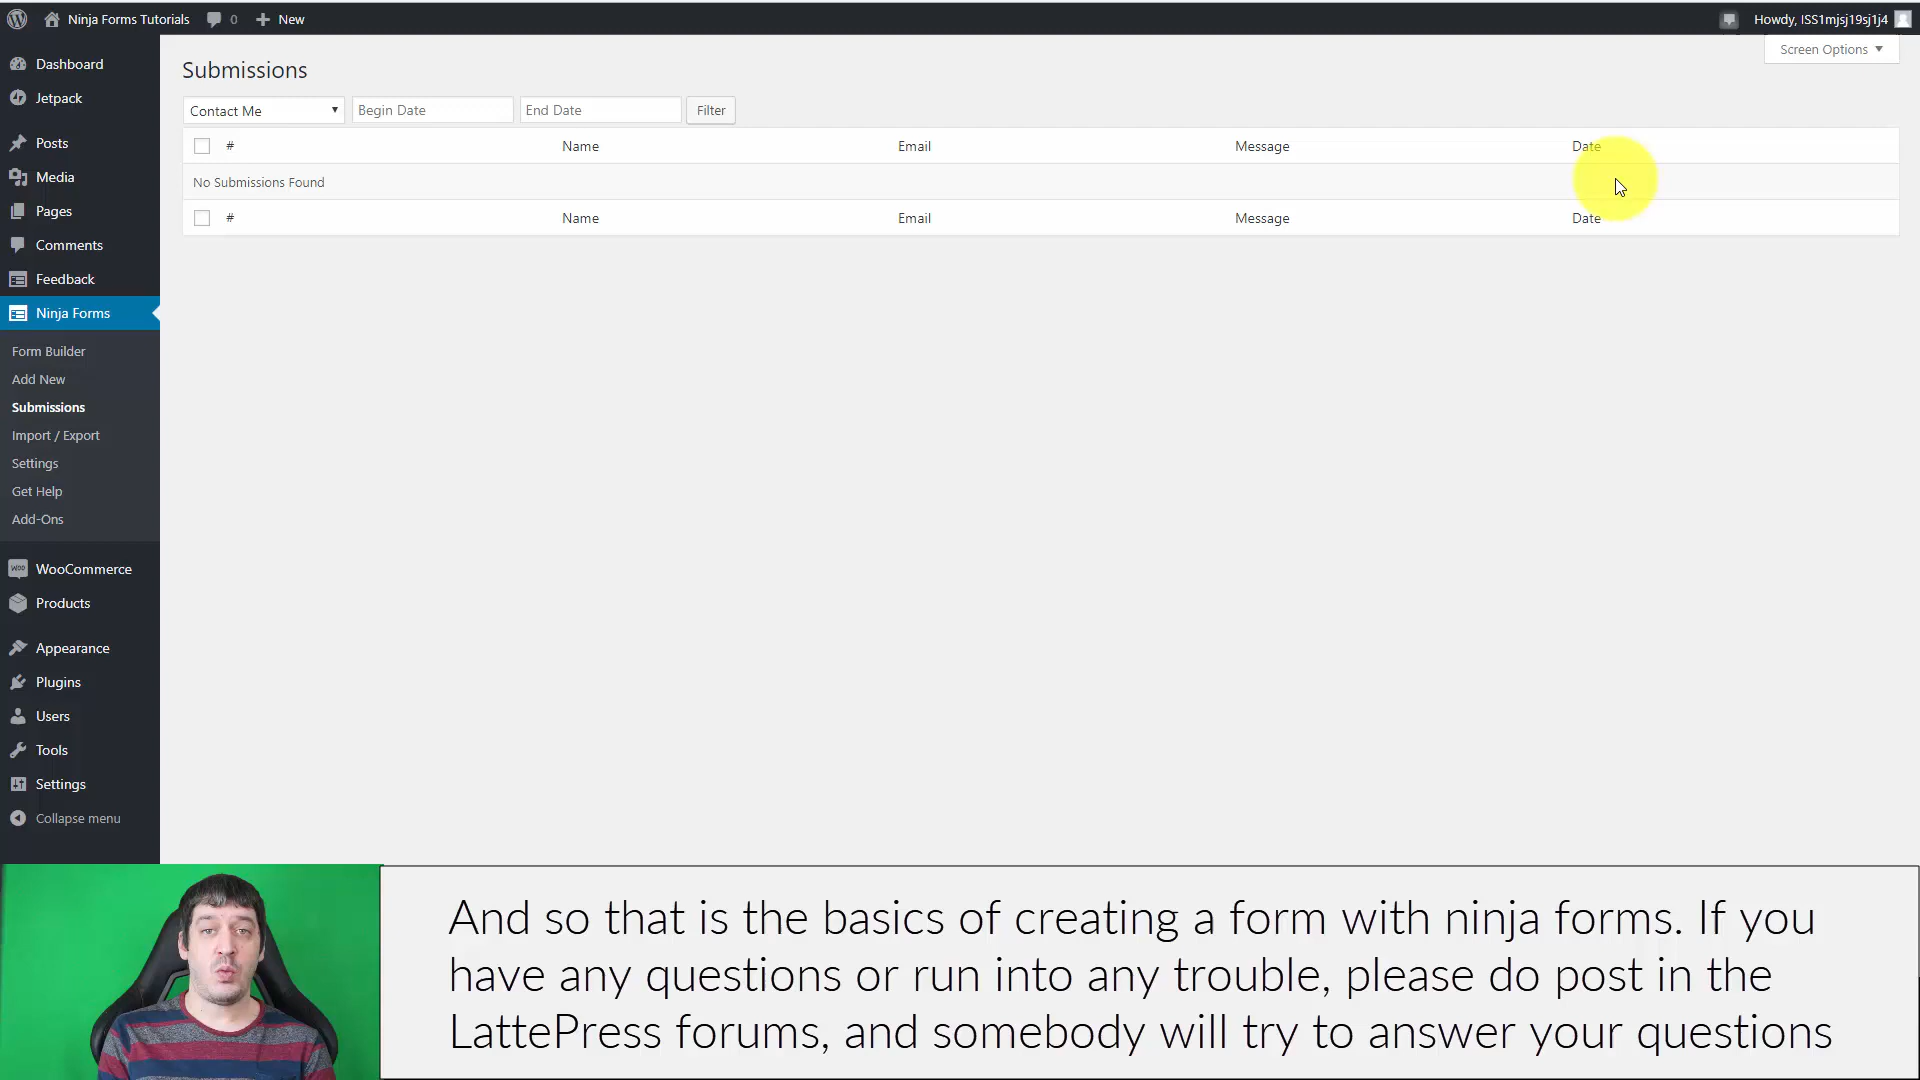 Ninja Forms Tutorials 0 New Howdy, ISS1mjsj19sj1j4
Screen Options
Dashboard
Jetpack
Posts
Media
Pages
Comments
Feedback
Ninja Forms
Form Builder
Add New
Submissions
Import / Export
Settings
Get Help
Add-Ons
WooCommerce
Products
Appearance
Plugins
Users
Tools
Settings
Collapse menu
Submissions
Contact Me Begin Date End Date Filter
# Name Email Message Date
No Submissions Found
# Name Email Message Date
And so that is the basics of creating a form with ninja forms. If you
have any questions or run into any trouble, please do post in the
LattePress forums, and somebody will try to answer your questions